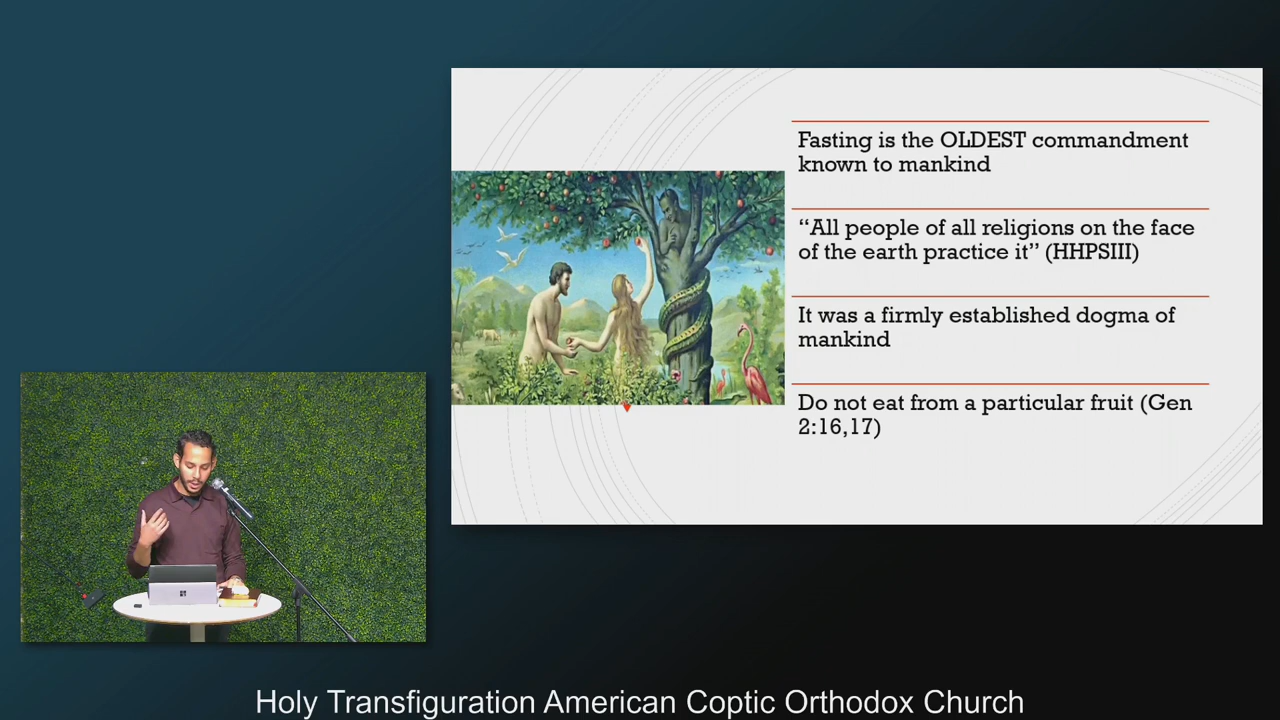 Fasting is the OLDEST commandment
known to mankind
“All people of all religions on the face
of the earth practice it” (HHPSIII)
It was a firmly established dogma of
mankind
Do not eat from a particular fruit (Gen
2:16,17)
Holy Transfiguration American Coptic Orthodox Church